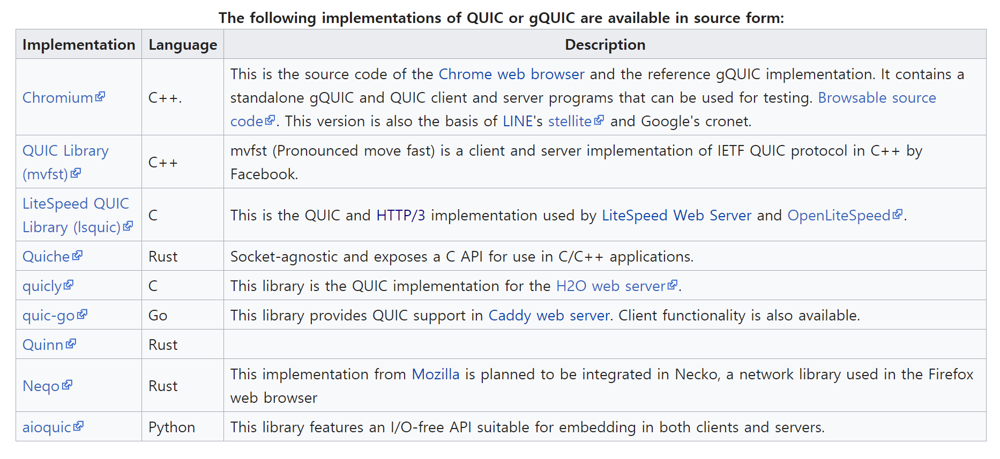 The following implementations of QUIC or gQUIC are available in source form:
Implementation Language Description
Chromium C++. This is the source code of the Chrome web browser and the reference gQUIC implementation. It contains a
standalone gQUIC and QUIC client and server programs that can be used for testing. Browsable source
code. This version is also the basis of LINE's stellite and Google's cronet.
QUIC Library
(mvfst) C++ mvfst (Pronounced move fast) is a client and server implementation of IETF QUIC protocol in C++ by
Facebook.
LiteSpeed QUIC
Library (lsquic) C This is the QUIC and HTTP/3 implementation used by LiteSpeed Web Server and OpenLiteSpeed.
Quiche Rust Socket-agnostic and exposes a C API for use in C/C++ applications.
quicly C This library is the QUIC implementation for the H2O web server.
quic-go Go This library provides QUIC support in Caddy web server. Client functionality is also available.
Quinn Rust
Neqo Rust This implementation from Mozilla is planned to be integrated in Necko, a network library used in the Firefox
web browser
aioquic Python This library features an I/O-free API suitable for embedding in both clients and servers.